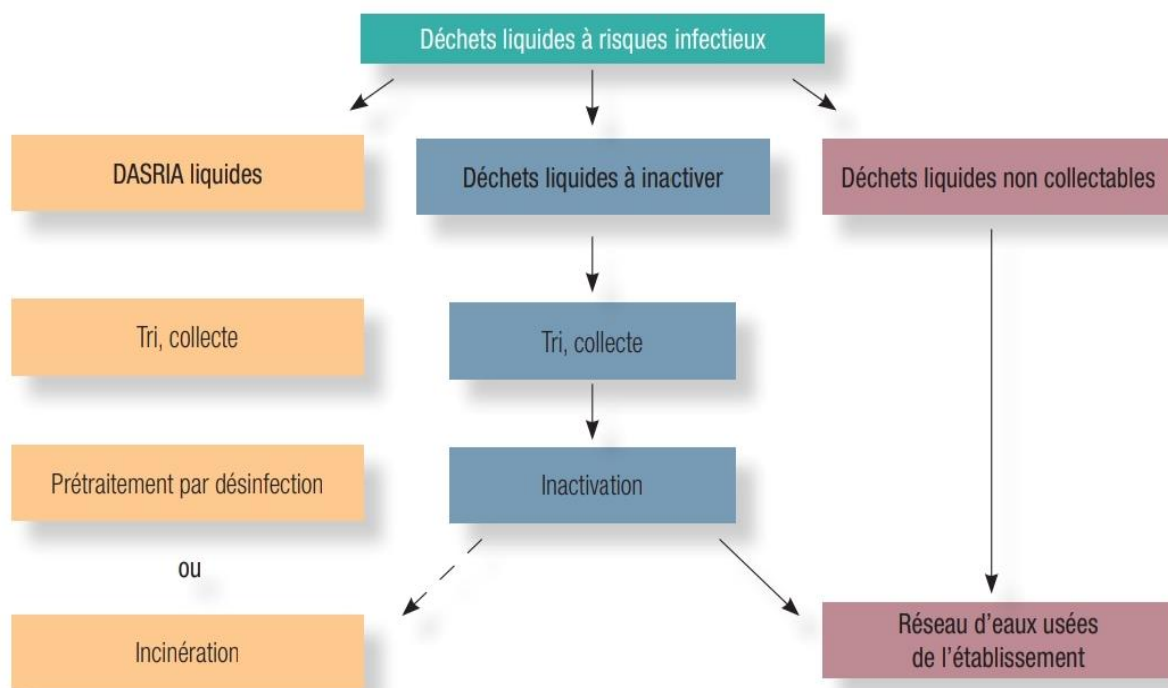 Déchets liquides à risques infectieux
DASRIA liquides
Déchets liquides à inactiver
Déchets liquides non collectables
Tri, collecte
Tri, collecte
Prétraitement par désinfection
Inactivation
ou
Incinération
Réseau d'eaux usées
de l'établissement